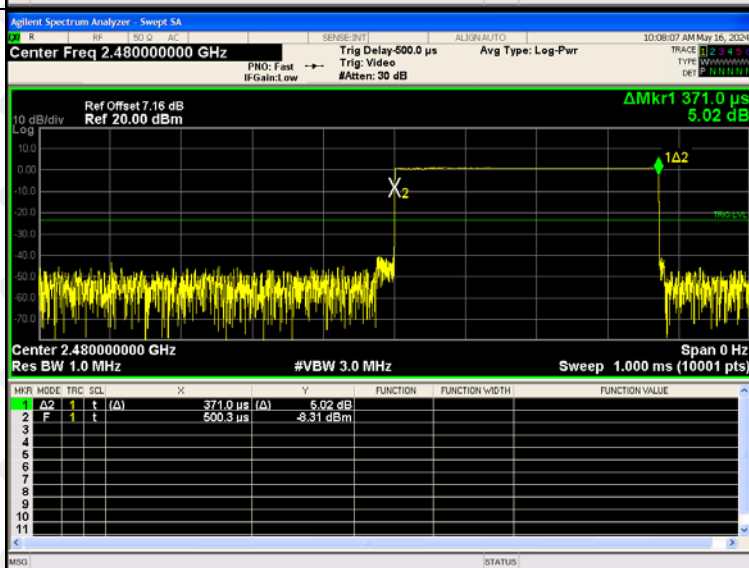 Agilent Spectrum Analyzer - Swept SA
R RF 50 Ω AC SENSE:INT ALIGNAUTO 10:08:07 AM May 16, 2024
Center Freq 2.480000000 GHz Trig Delay-500.0 µs Avg Type: Log-Pwr TRACE 1 2 3 4 5
PNO: Fast Trig: Video TYPE
IFGain:Low #Atten: 30 dB DET P N N N N
ΔMkr1 371.0 µs
Ref Offset 7.16 dB
10 dB/div Ref 20.00 dBm 5.02 dB
Log
10.0
1Δ2
0.00
-10.0
X2
-20.0
TRIG LVL
-30.0
-40.0
-50.0
-60.0
-70.0
Center 2.480000000 GHz Span 0 Hz
Res BW 1.0 MHz #VBW 3.0 MHz Sweep 1.000 ms (10001 pts)
MKR MODE TRC SCL X Y FUNCTION FUNCTION WIDTH FUNCTION VALUE
1 Δ2 1 t (Δ) 371.0 µs (Δ) 5.02 dB
2 F 1 t 500.3 µs -8.31 dBm
3
4
5
6
7
8
9
10
11
MSG STATUS